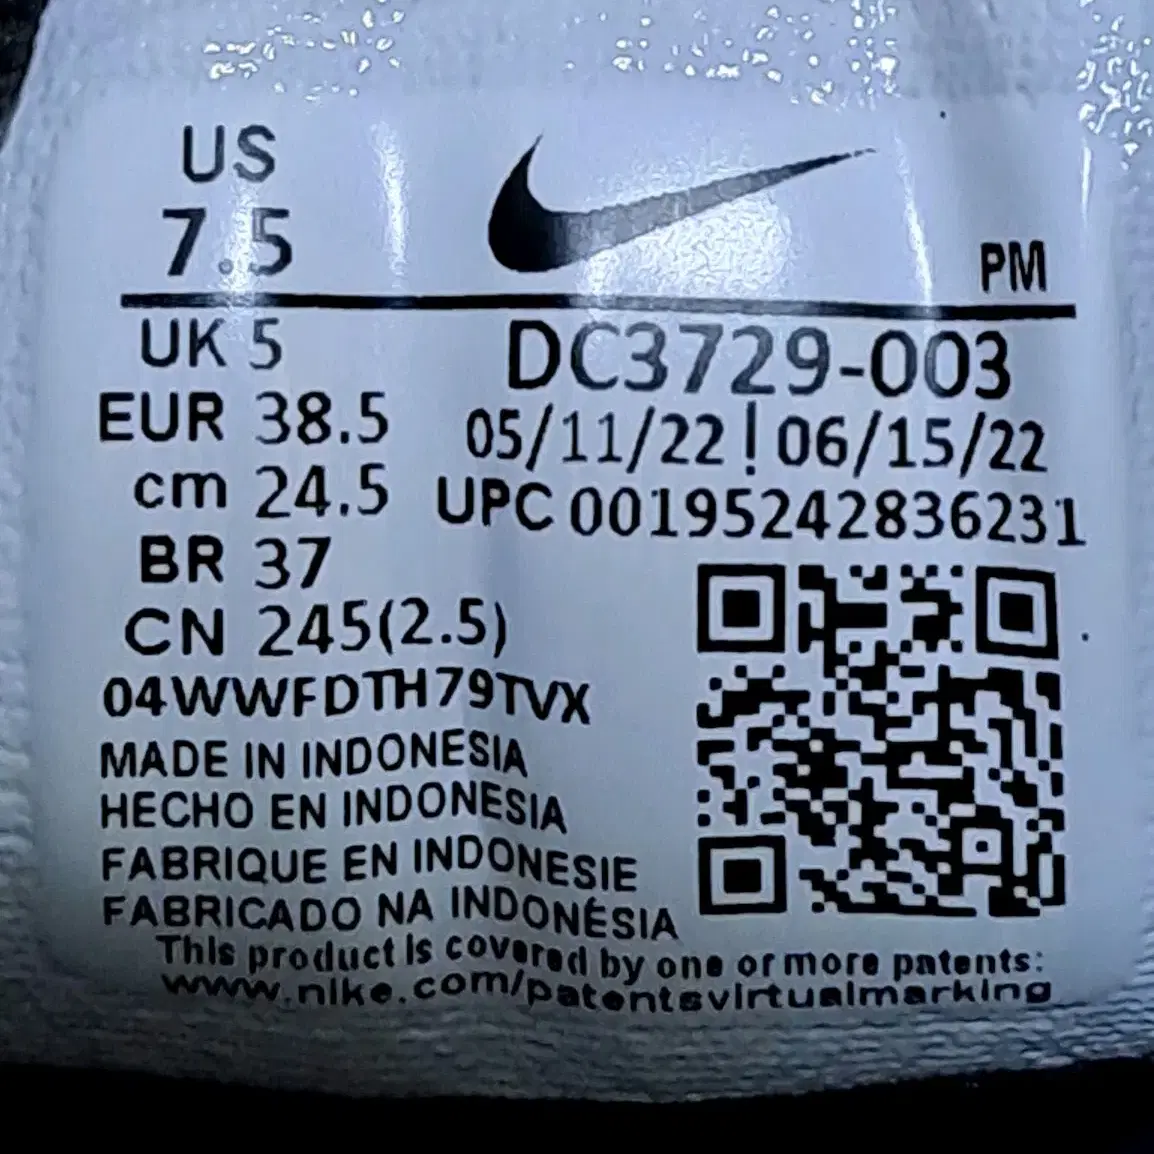 US
7.5
PM
UK 5
DC3729-003
EUR 38.5
05/11/22 ! 06/15/22
cm 24.5
UPC 00195242836231
BR 37
CN 245(2.5)
04WWFDTH79TVX
MADE IN INDONESIA
HECHO EN INDONESIA
FABRIQUE EN INDONESIE
FABRICADO NA INDONÉSIA
This product is covered by one or more patents:
www.nike.com/patentsvirtualmarking